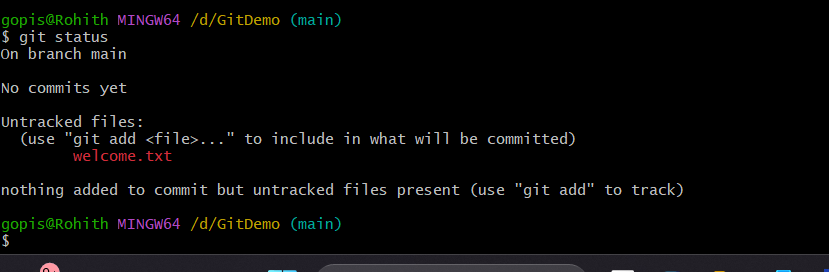 gopis@Rohith MINGW64 /d/GitDemo (main)
$ git status
On branch main
No commits yet
Untracked files:
(use "git add <file>..." to include in what will be committed)
welcome.txt
nothing added to commit but untracked files present (use "git add" to track)
gopis@Rohith MINGW64 /d/GitDemo (main)
$